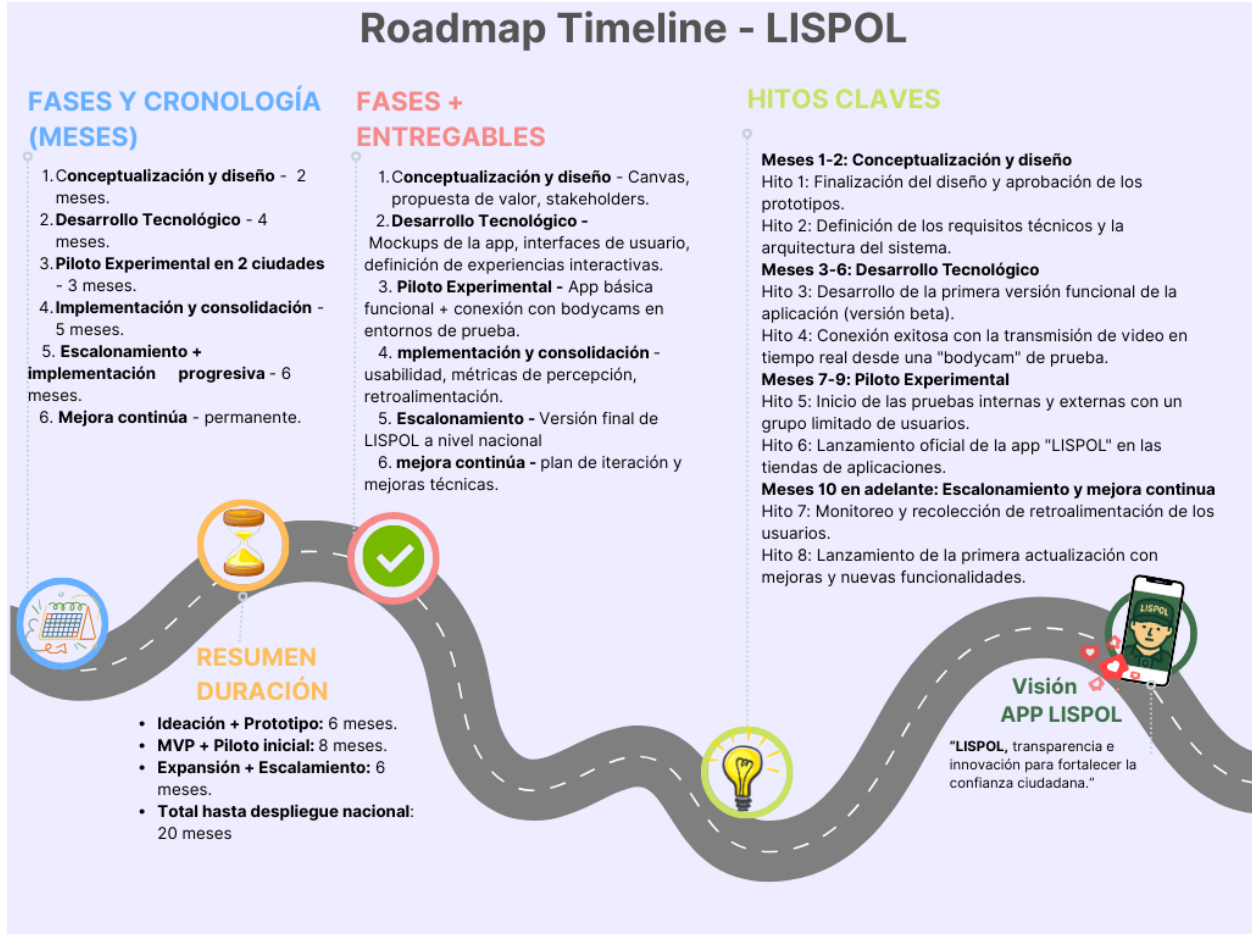 Roadmap Timeline - LISPOL
FASES Y CRONOLOGÍA
(MESES)
1. Conceptualización y diseño - 2
meses.
2. Desarrollo Tecnológico - 4
meses.
3. Piloto Experimental en 2 ciudades
- 3 meses.
4. Implementación y consolidación -
5 meses.
5. Escalonamiento +
implementación progresiva - 6
meses.
6. Mejora continúa - permanente.
FASES +
ENTREGABLES
1. Conceptualización y diseño - Canvas,
propuesta de valor, stakeholders.
2. Desarrollo Tecnológico -
Mockups de la app, interfaces de usuario,
definición de experiencias interactivas.
3. Piloto Experimental - App básica
funcional + conexión con bodycams en
entornos de prueba.
4. mplementación y consolidación -
usabilidad, métricas de percepción,
retroalimentación.
5. Escalonamiento - Versión final de
LISPOL a nivel nacional
6. mejora continúa - plan de iteración y
mejoras técnicas.
HITOS CLAVES
Meses 1-2: Conceptualización y diseño
Hito 1: Finalización del diseño y aprobación de los
prototipos.
Hito 2: Definición de los requisitos técnicos y la
arquitectura del sistema.
Meses 3-6: Desarrollo Tecnológico
Hito 3: Desarrollo de la primera versión funcional de la
aplicación (versión beta).
Hito 4: Conexión exitosa con la transmisión de video en
tiempo real desde una "bodycam" de prueba.
Meses 7-9: Piloto Experimental
Hito 5: Inicio de las pruebas internas y externas con un
grupo limitado de usuarios.
Hito 6: Lanzamiento oficial de la app "LISPOL" en las
tiendas de aplicaciones.
Meses 10 en adelante: Escalonamiento y mejora continua
Hito 7: Monitoreo y recolección de retroalimentación de los
usuarios.
Hito 8: Lanzamiento de la primera actualización con
mejoras y nuevas funcionalidades.
RESUMEN
DURACIÓN
• Ideación + Prototipo: 6 meses.
• MVP + Piloto inicial: 8 meses.
• Expansión + Escalamiento: 6
meses.
• Total hasta despliegue nacional:
20 meses
LISPOL
Visión
APP LISPOL
“LISPOL, transparencia e
innovación para fortalecer la
confianza ciudadana.”